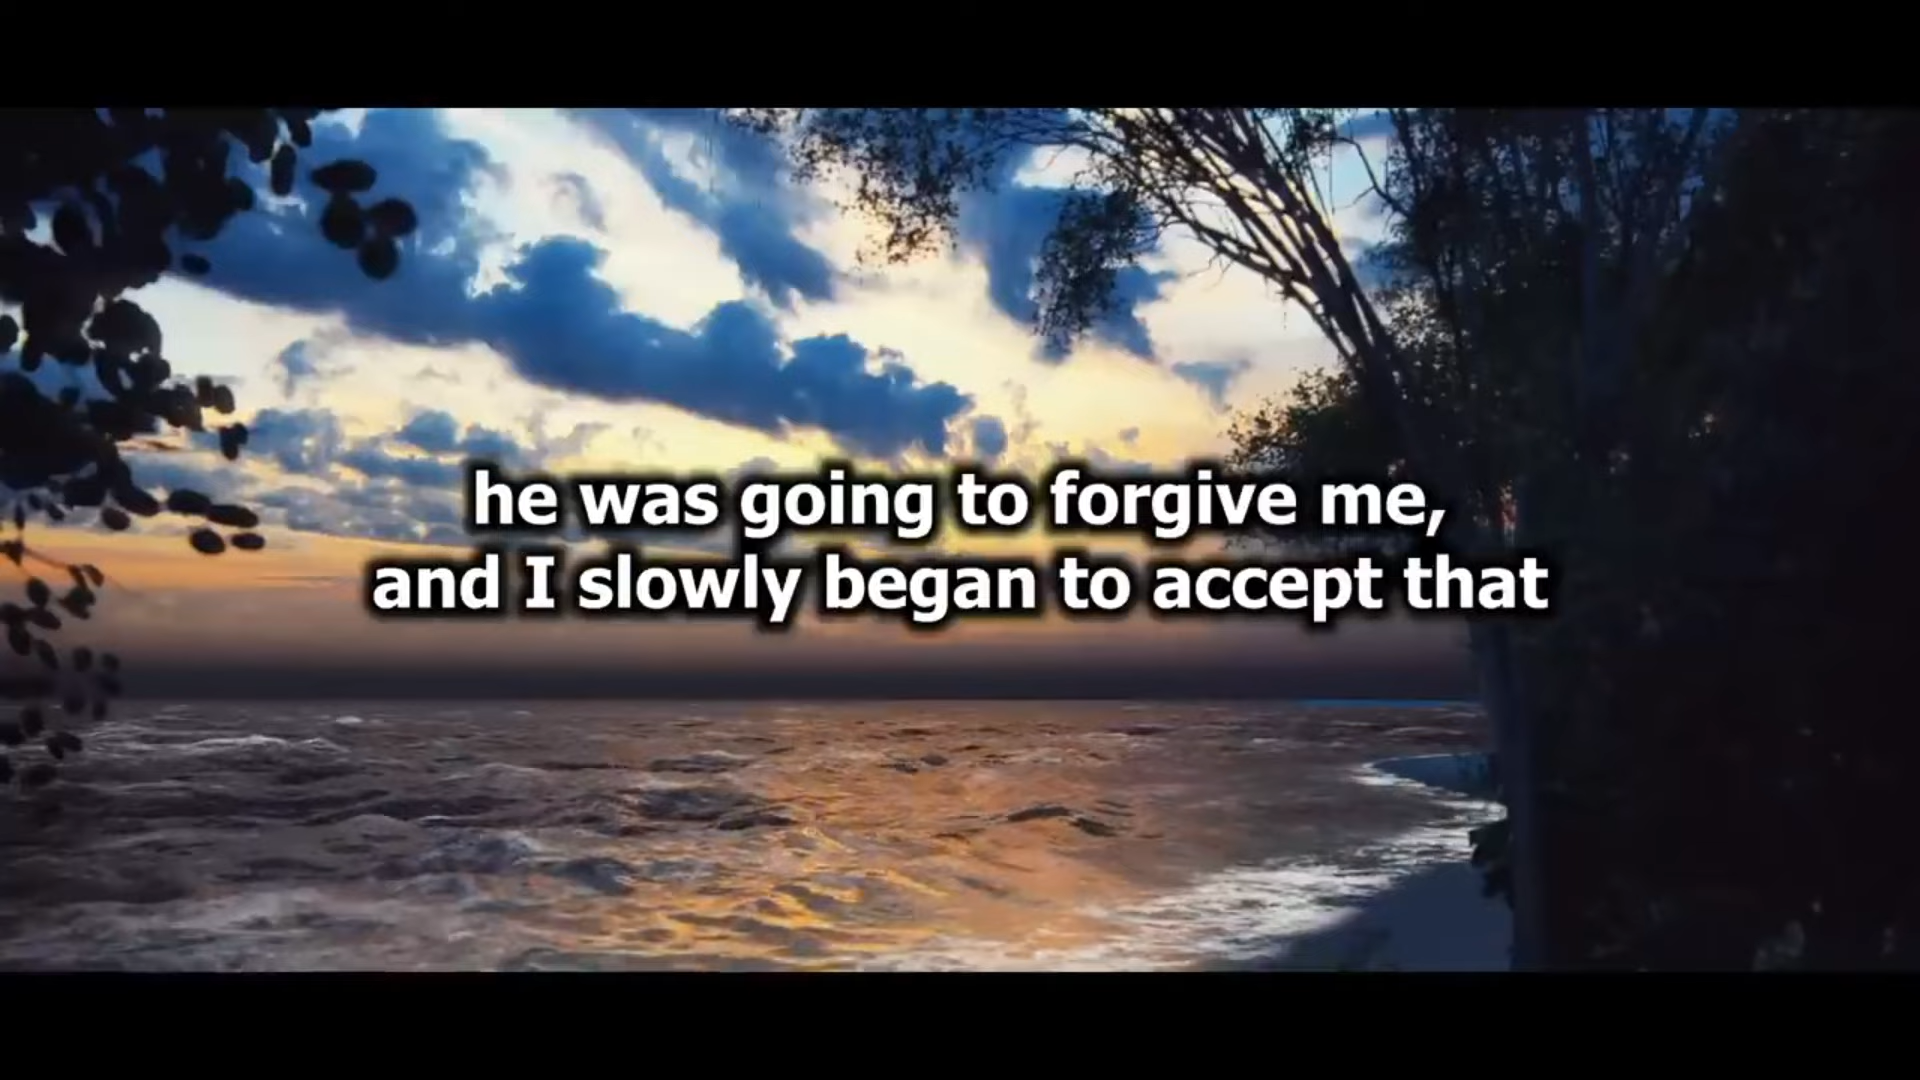 he was going to forgive me,
and I slowly began to accept that